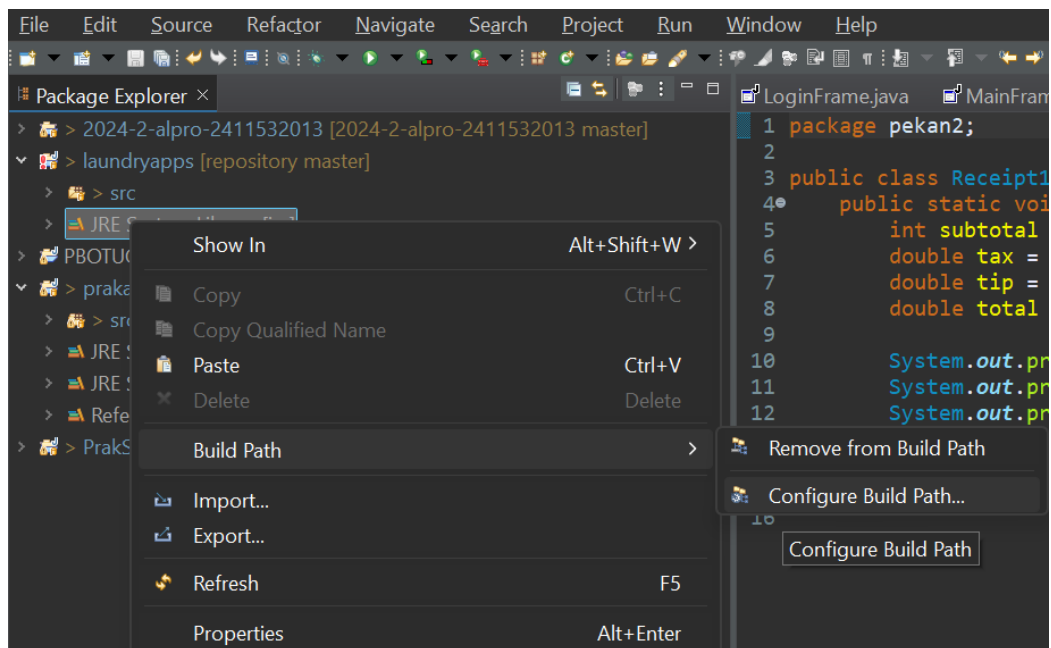 File Edit Source Refactor Navigate Search Project Run Window Help
Package Explorer ×
LoginFrame.java MainFram
> 2024-2-alpro-2411532013 [2024-2-alpro-2411532013 master]
> laundryapps [repository master]
> src
JRE
PBOTUG
> praka
> src
JRE S
JRE S
Refe
> PrakS
Show In Alt+Shift+W >
Copy Ctrl+C
Copy Qualified Name
Paste Ctrl+V
Delete Delete
Build Path >
Import...
Export...
Refresh F5
Properties Alt+Enter
Remove from Build Path
Configure Build Path...
Configure Build Path
1 package pekan2;
2
3 public class Receipt1
4 public static voi
5 int subtotal
6 double tax =
7 double tip =
8 double total
9
10 System.out.pr
11 System.out.pr
12 System.out.pr
16